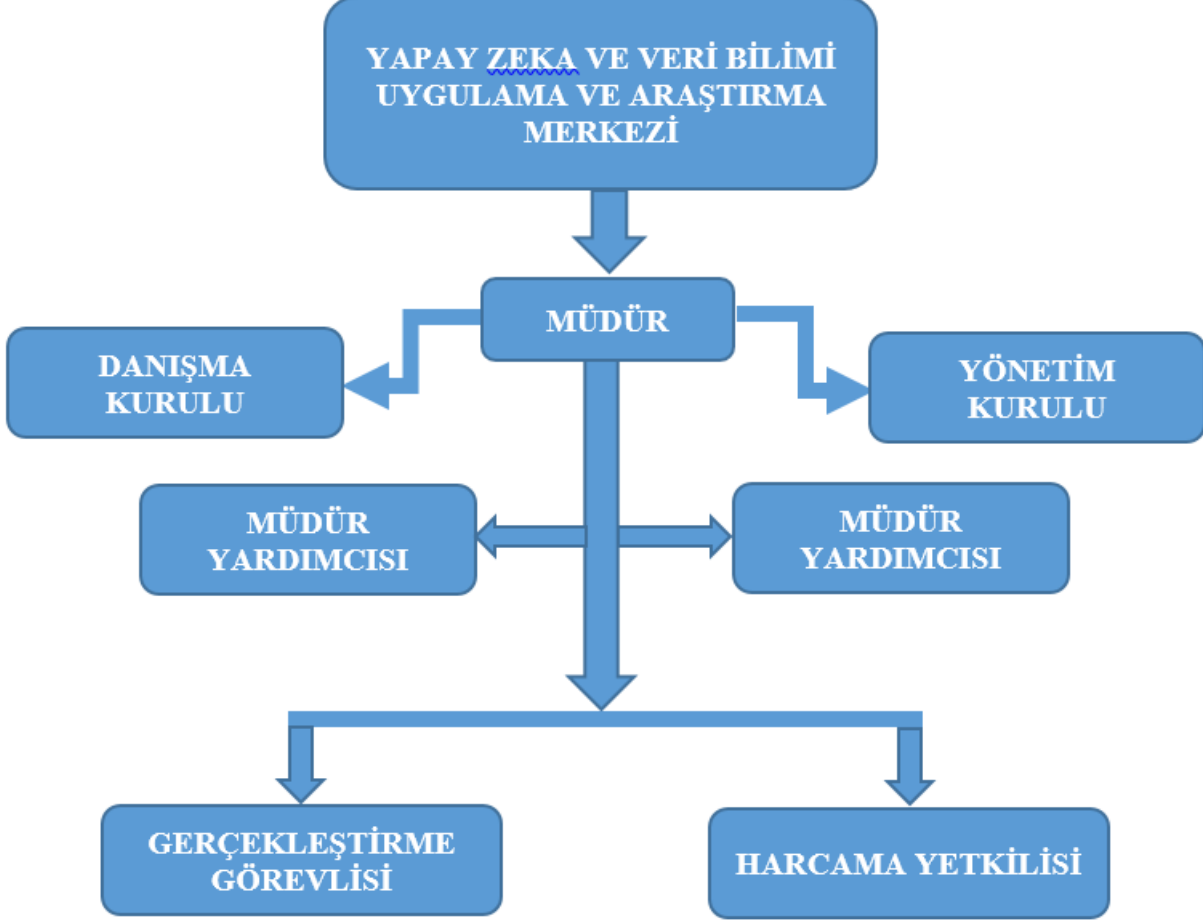 YAPAY ZEKA VE VERİ BİLİMİ
UYGULAMA VE ARAŞTIRMA
MERKEZİ
MÜDÜR
DANIŞMA
KURULU
YÖNETİM
KURULU
MÜDÜR
YARDIMCISI
MÜDÜR
YARDIMCISI
GERÇEKLEŞTİRME
GÖREVLİSİ
HARCAMA YETKİLİSİ